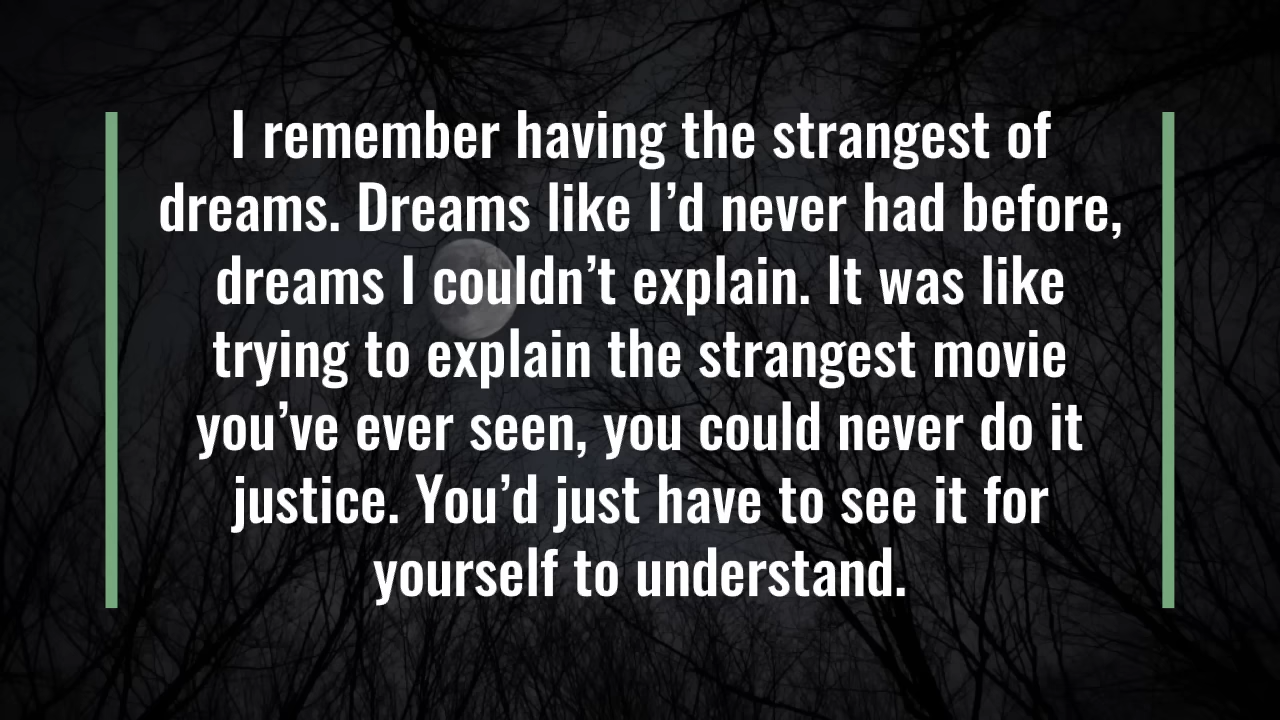 I remember having the strangest of
dreams. Dreams like I’d never had before,
dreams I couldn’t explain. It was like
trying to explain the strangest movie
you’ve ever seen, you could never do it
justice. You’d just have to see it for
yourself to understand.